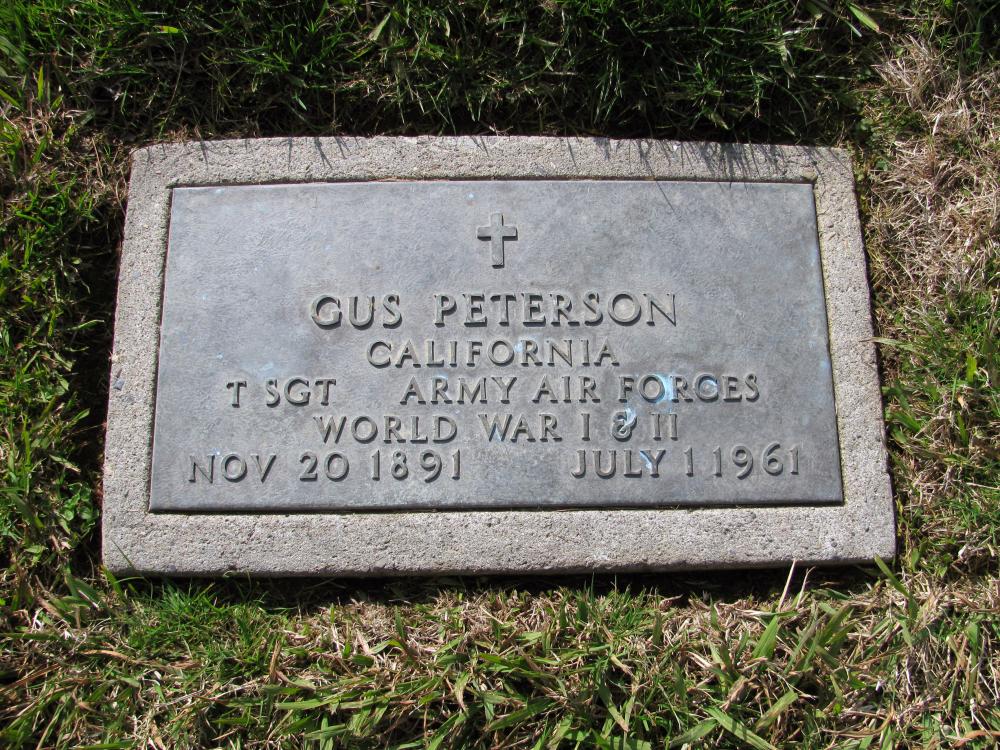 GUS PETERSON
CALIFORNIA
T SGT ARMY AIR FORCES
WORLD WAR I & II
NOV 20 1891 JULY 1 1961